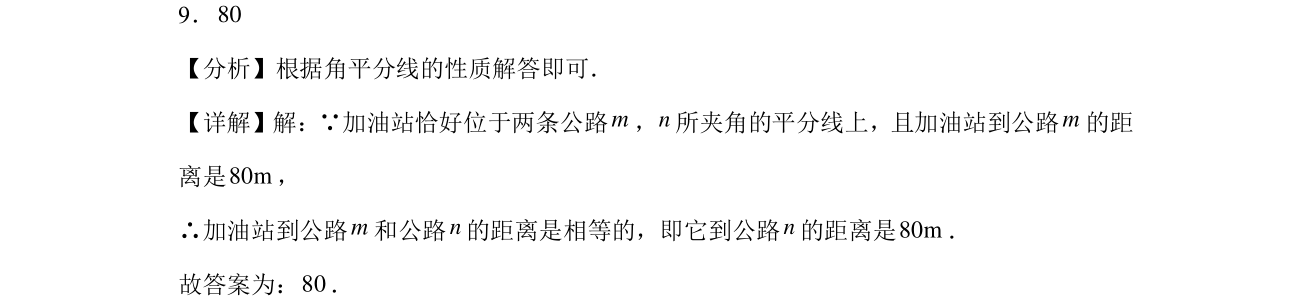 9． 80
【分析】根据角平分线的性质解答即可．
【详解】解：∵加油站恰好位于两条公路m，n所夹角的平分线上，且加油站到公路m的距
离是80m，
∴加油站到公路m和公路n的距离是相等的，即它到公路n的距离是80m．
故答案为：80．